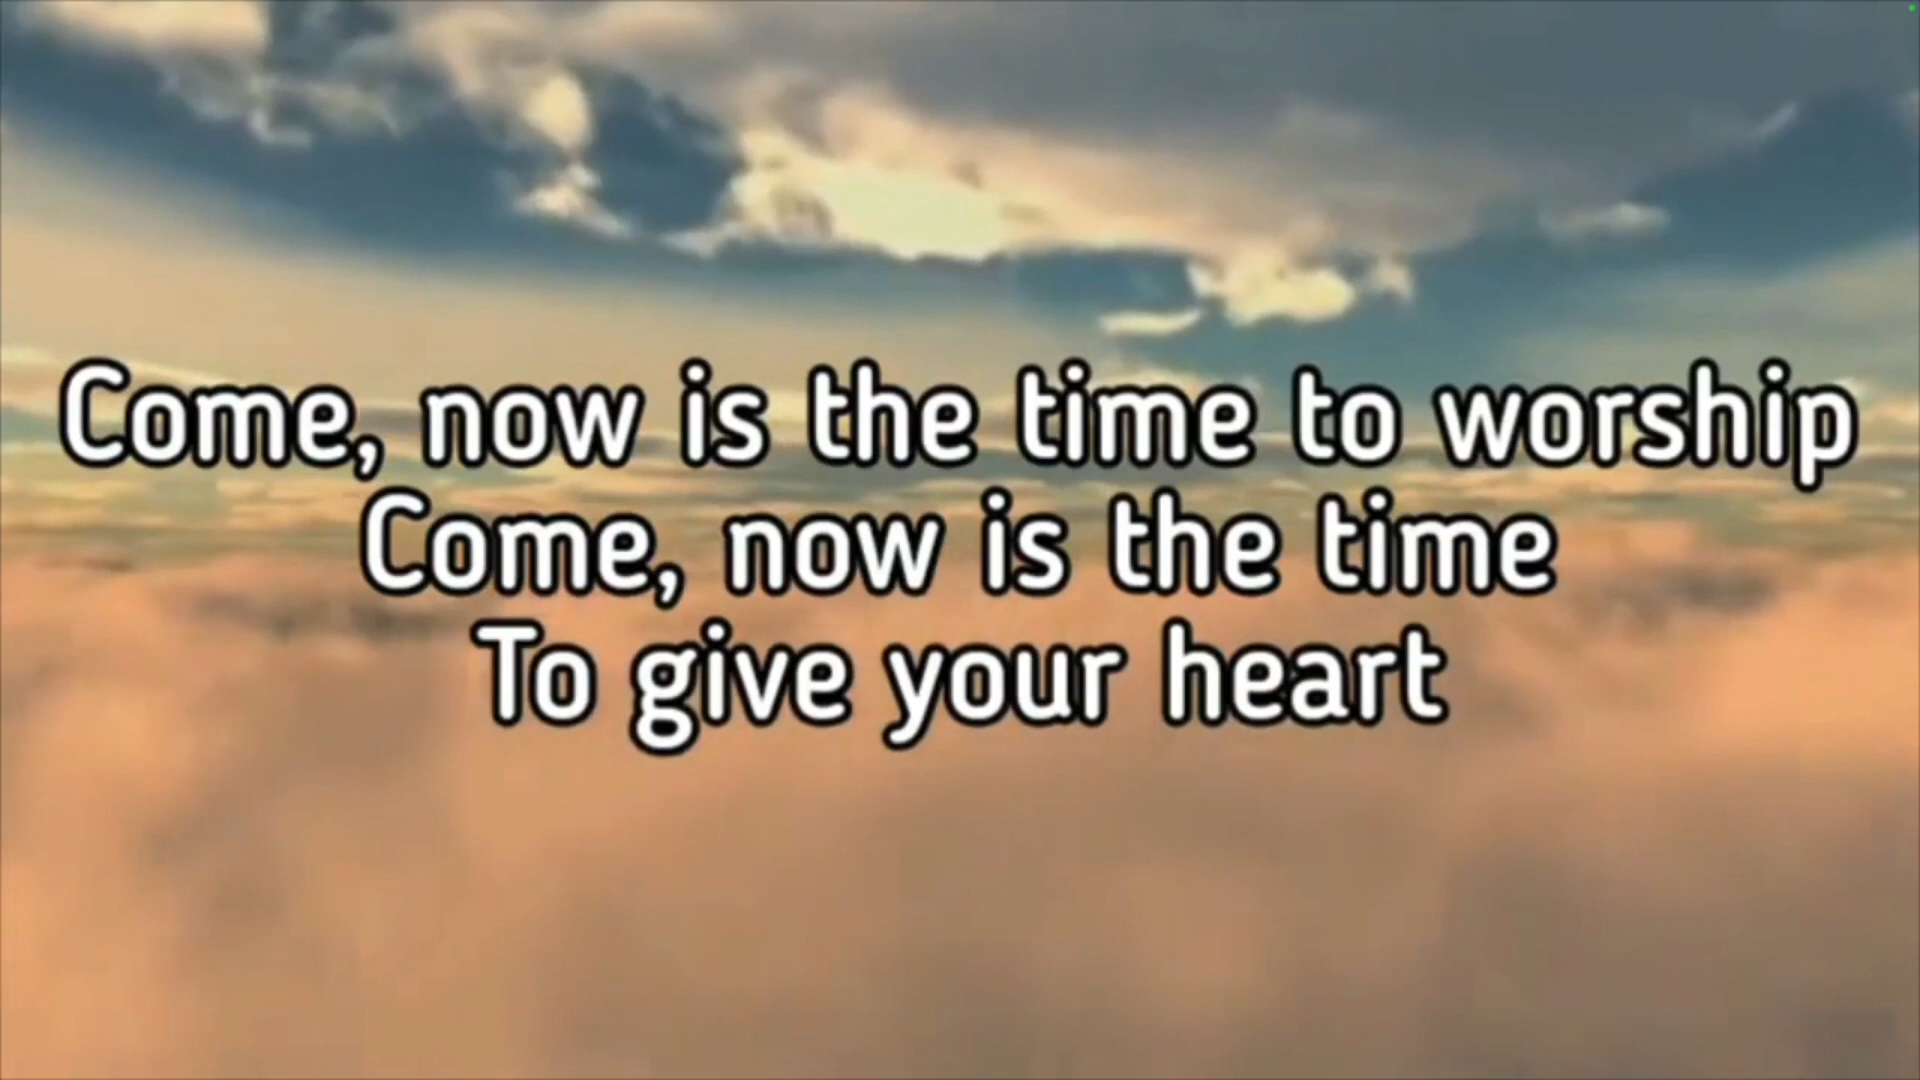 Come, now is the time to worship
Come, now is the time
To give your heart